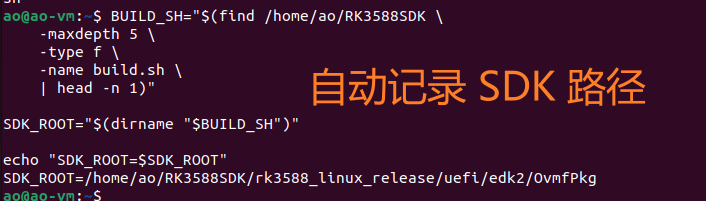 ao@ao-vm:~$ BUILD_SH="$(find /home/ao/RK3588SDK \
    -maxdepth 5 \
    -type f \
    -name build.sh \
    | head -n 1)"
自动记录 SDK 路径
SDK_ROOT="$(dirname "$BUILD_SH")"
echo "SDK_ROOT=$SDK_ROOT"
SDK_ROOT=/home/ao/RK3588SDK/rk3588_linux_release/uefi/edk2/OvmfPkg
ao@ao-vm:~$